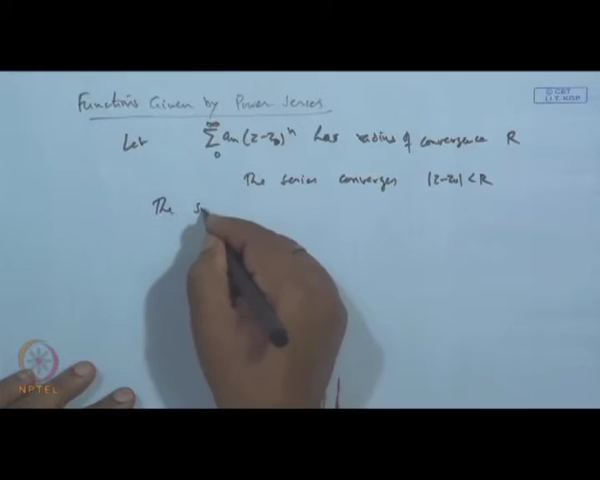 Functions Given by Power Series
© CET
I.I.T. KGP
Let ∞∑0 an (z-z0)^n has radius of convergence R
The series converges |z-z0| < R
The s
NPTEL